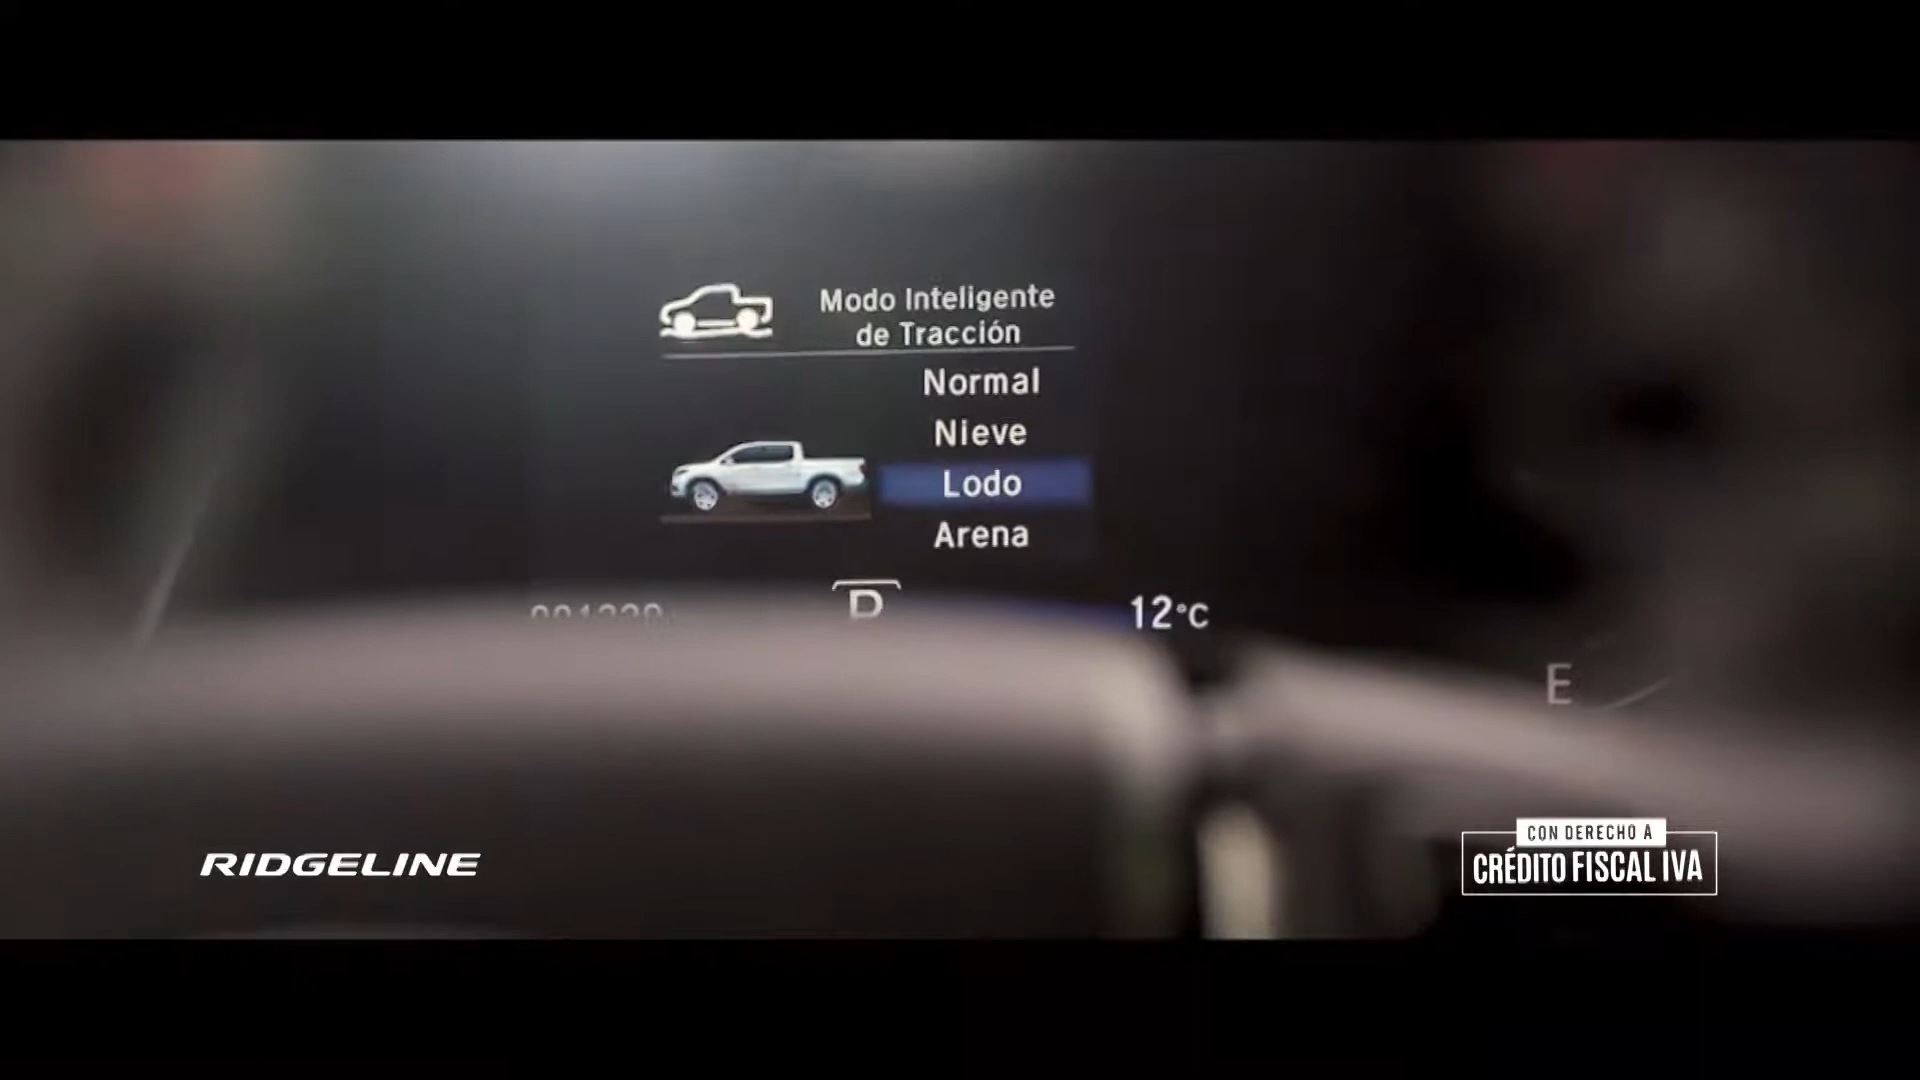 Modo Inteligente
de Tracción
Normal
Nieve
Lodo
Arena
12°C
E
RIDGELINE
CON DERECHO A
CRÉDITO FISCAL IVA